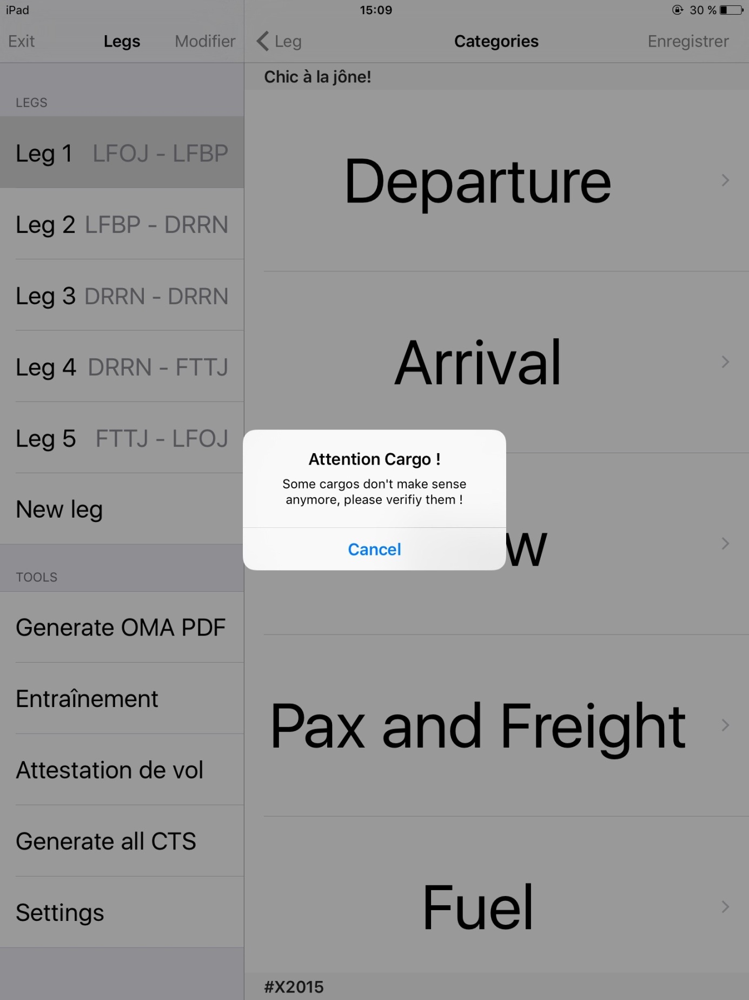 iPad
15:09
30 %
Exit
Legs
Modifier
Leg
Categories
Enregistrer
LEGS
Leg 1 LFOJ - LFBP
Leg 2 LFBP - DRRN
Leg 3 DRRN - DRRN
Leg 4 DRRN - FTTJ
Leg 5 FTTJ - LFOJ
New leg
TOOLS
Generate OMA PDF
Entraînement
Attestation de vol
Generate all CTS
Settings
Chic à la jône!
Departure
Arrival
Attention Cargo !
Some cargos don't make sense
anymore, please verifiy them !
Cancel
Pax and Freight
Fuel
#X2015